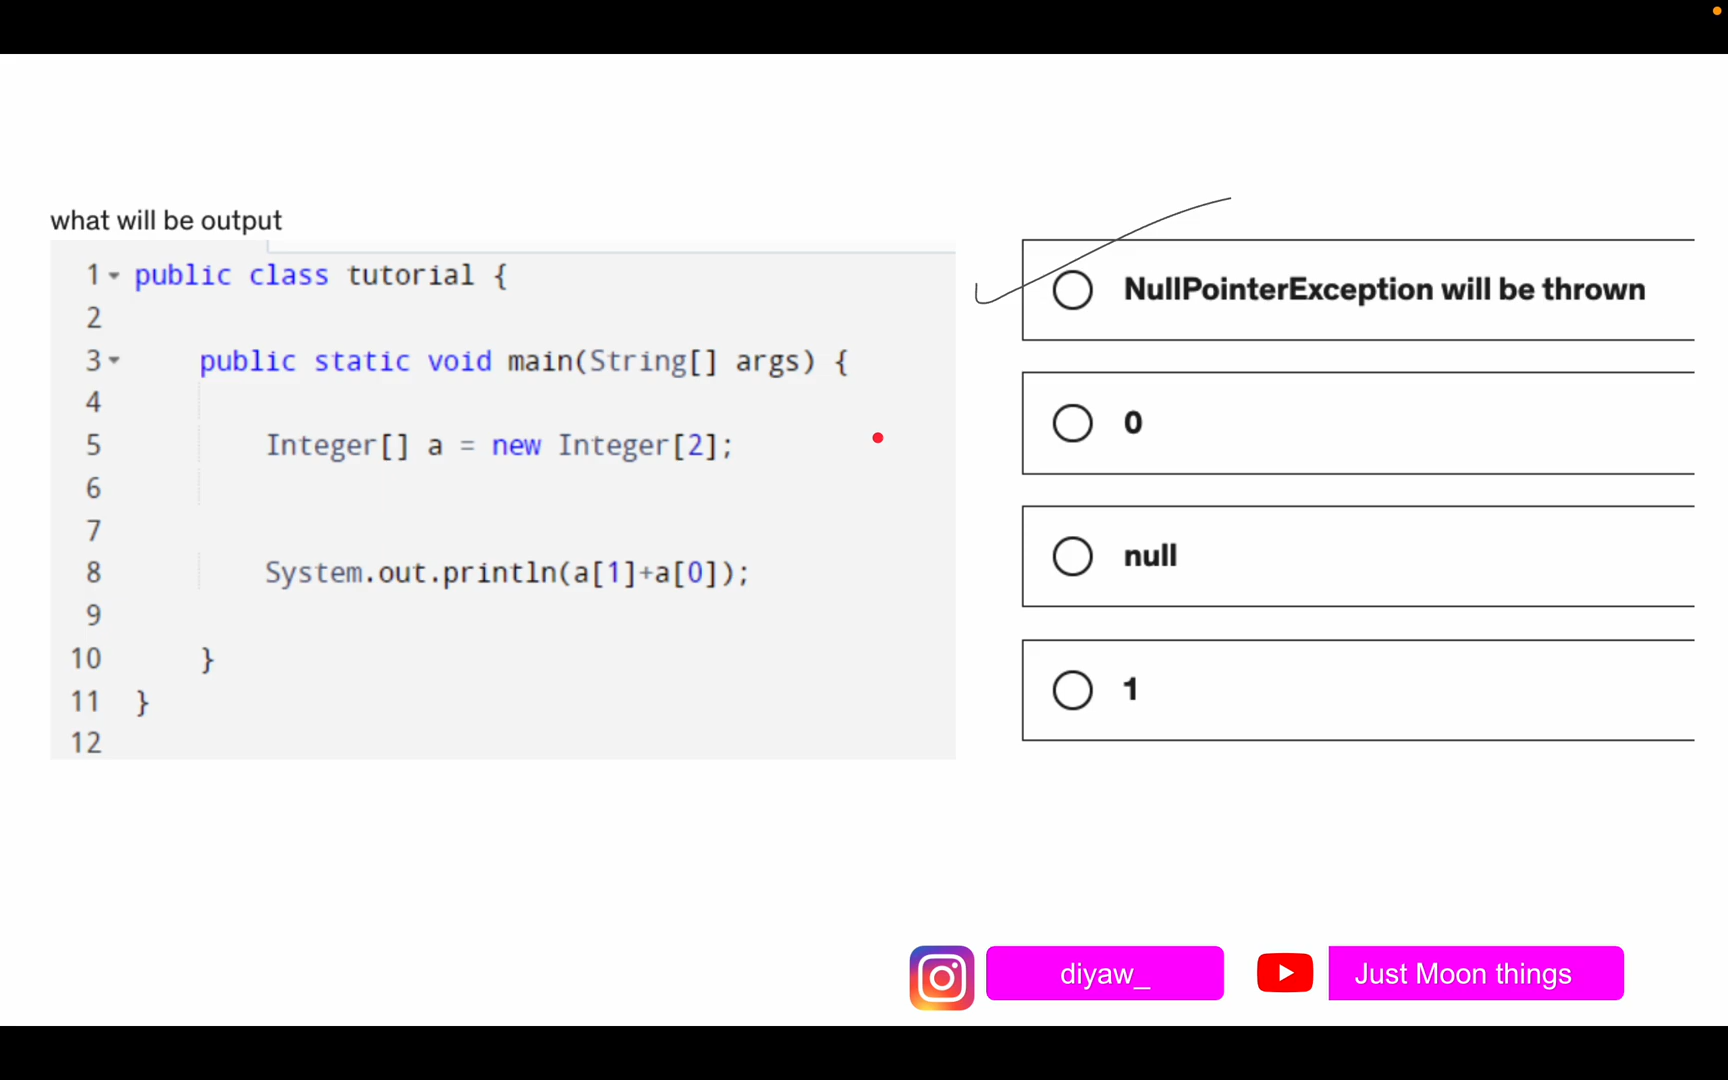 what will be output
1 public class tutorial {
2
3 public static void main(String[] args) {
4
5 Integer[] a = new Integer[2];
6
7
8 System.out.println(a[1]+a[0]);
9
10 }
11 }
12
NullPointerException will be thrown
0
null
1
diyaw_
Just Moon things